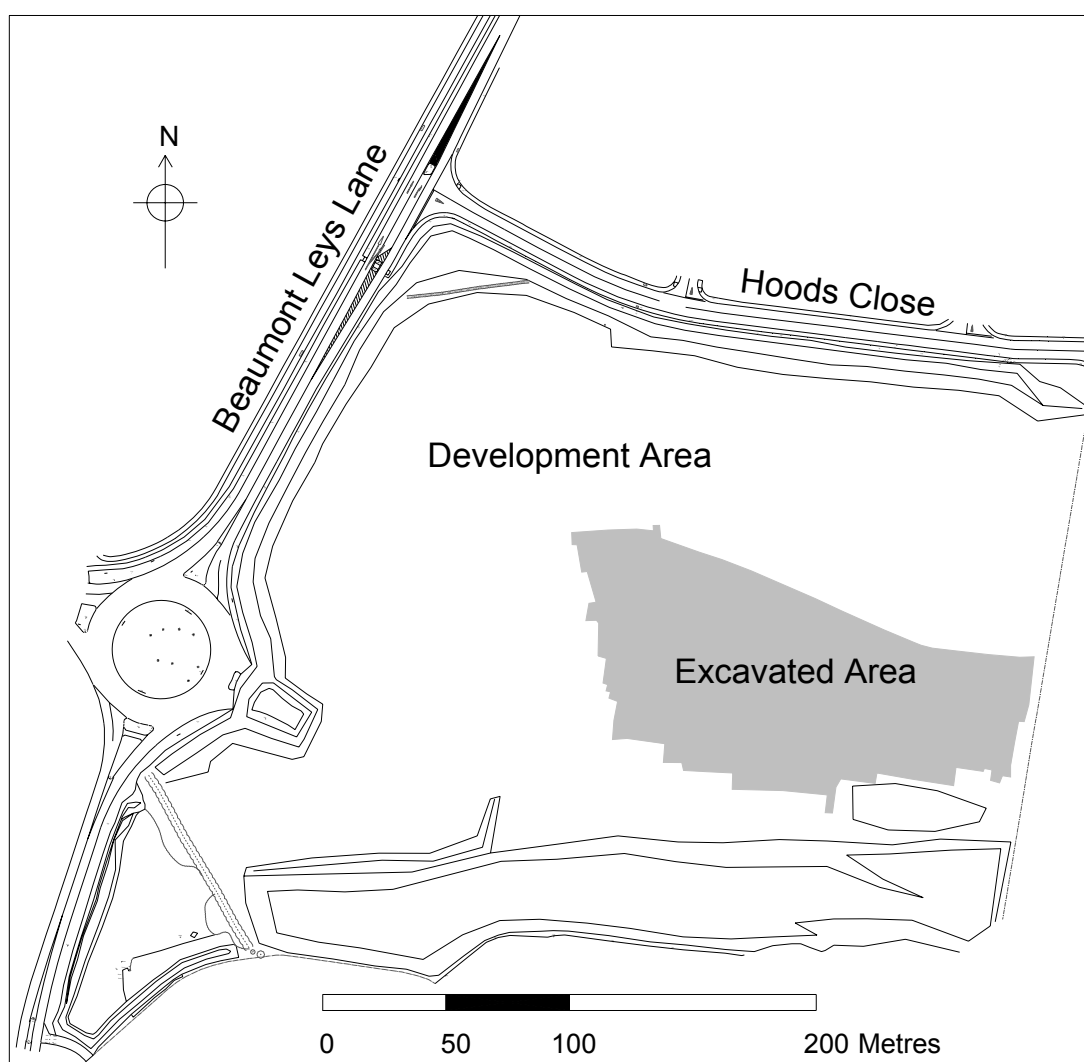 N
Beaumont Leys Lane
Hoods Close
Development Area
Excavated Area
0 50 100 200 Metres